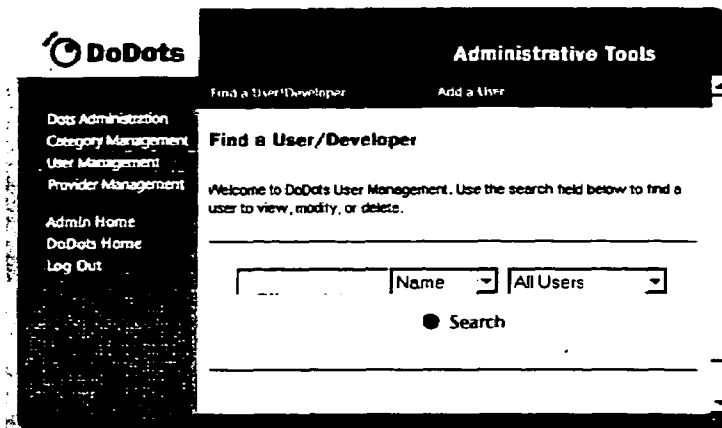 DoDots
Administrative Tools
Find a User/Developer
Add a User
Dots Administration
Category Management
User Management
Provider Management
Admin Home
DoDots Home
Log Out
Find a User/Developer
Welcome to DoDots User Management. Use the search field below to find a
user to view, modify, or delete.
Name
All Users
Search